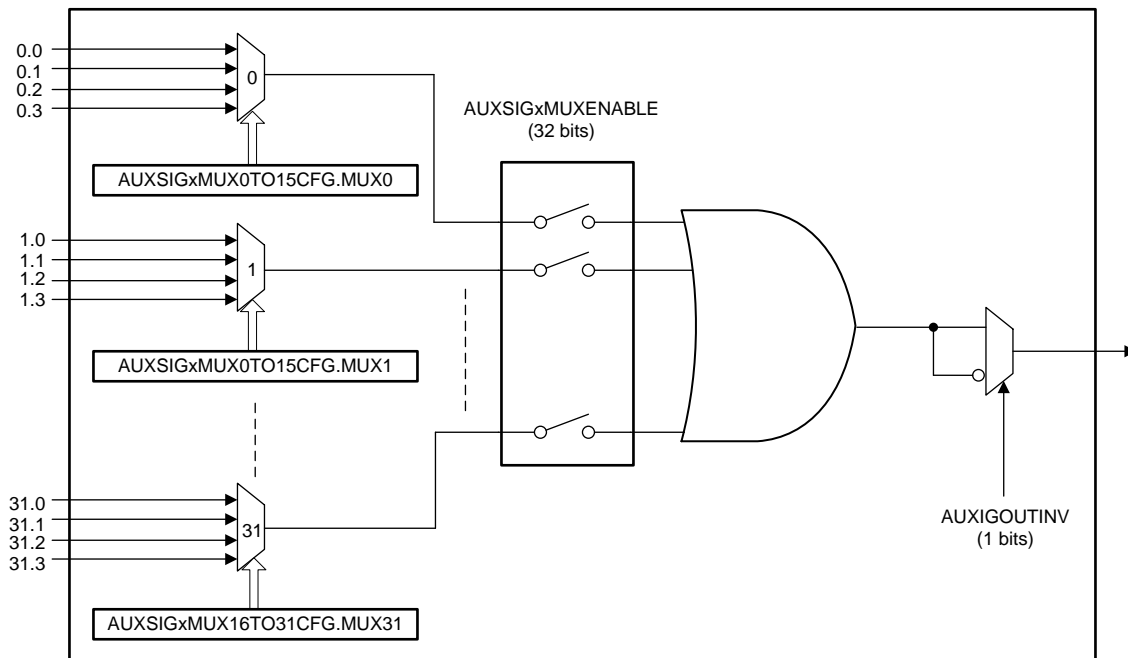 0.0
0.1
0.2
0.3
0
AUXSIGxMUX0TO15CFG.MUX0
AUXSIGxMUXENABLE
(32 bits)
1.0
1.1
1.2
1.3
1
AUXSIGxMUX0TO15CFG.MUX1
31.0
31.1
31.2
31.3
31
AUXSIGxMUX16TO31CFG.MUX31
AUXIGOUTINV
(1 bits)